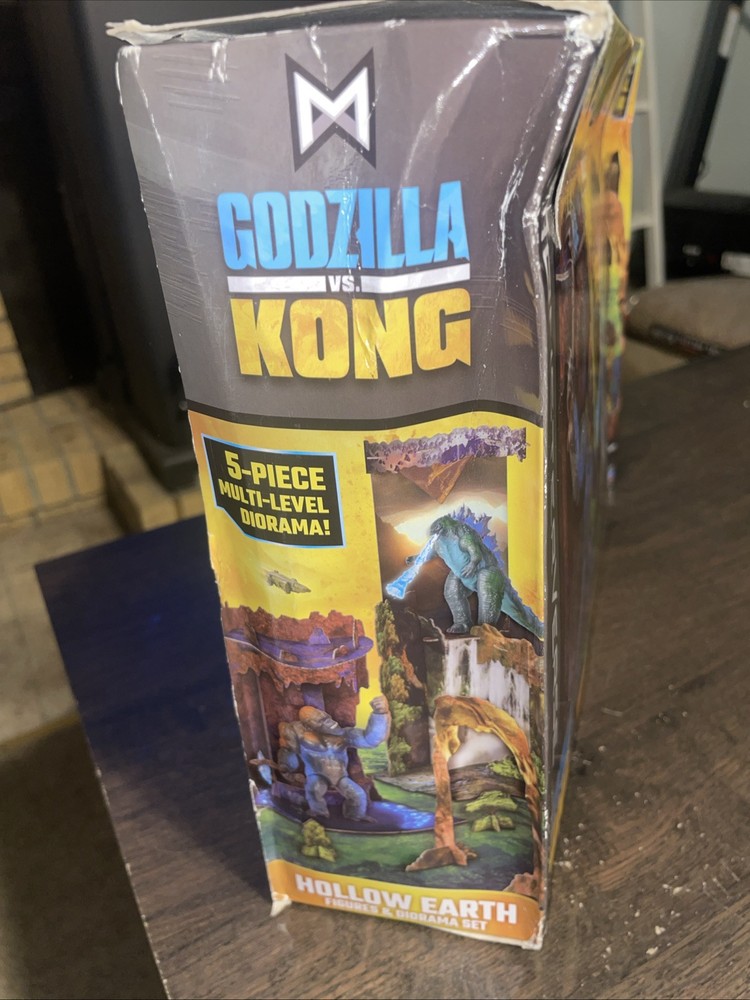 M
GODZILLA
VS.
KONG
5-PIECE
MULTI-LEVEL
DIORAMA!
HOLLOW EARTH
FIGURES & DIORAMA SET